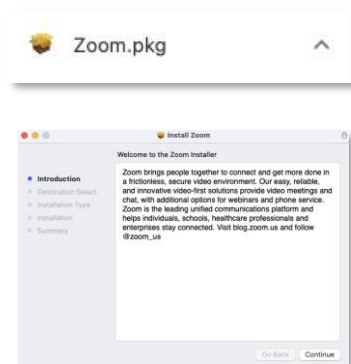 Zoom.pkg
Install Zoom
Welcome to the Zoom Installer
Introduction
Destination Select
Installation Type
Installation
Summary
Zoom brings people together to connect and get more done in
a frictionless, secure video environment. Our easy, reliable,
and innovative video-first solutions provide video meetings and
chat, with additional options for webinars and phone service.
Zoom is the leading unified communications platform and
helps individuals, schools, healthcare professionals and
enterprises stay connected. Visit blog.zoom.us and follow
@zoom_us
Go Back
Continue